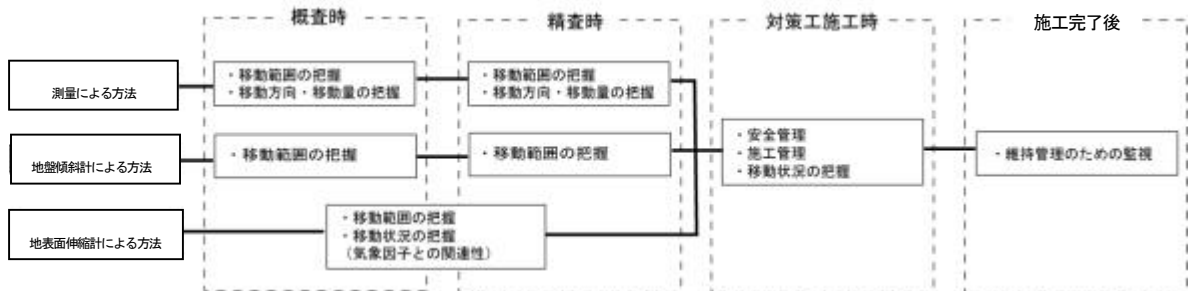 概査時
精査時
対策工施工時
施工完了後
測量による方法
・移動範囲の把握
・移動方向・移動量の把握
・移動範囲の把握
・移動方向・移動量の把握
地盤傾斜計による方法
・移動範囲の把握
・移動範囲の把握
・安全管理
・施工管理
・移動状況の把握
・維持管理のための監視
地表面伸縮計による方法
・移動範囲の把握
・移動状況の把握
（気象因子との関連性）